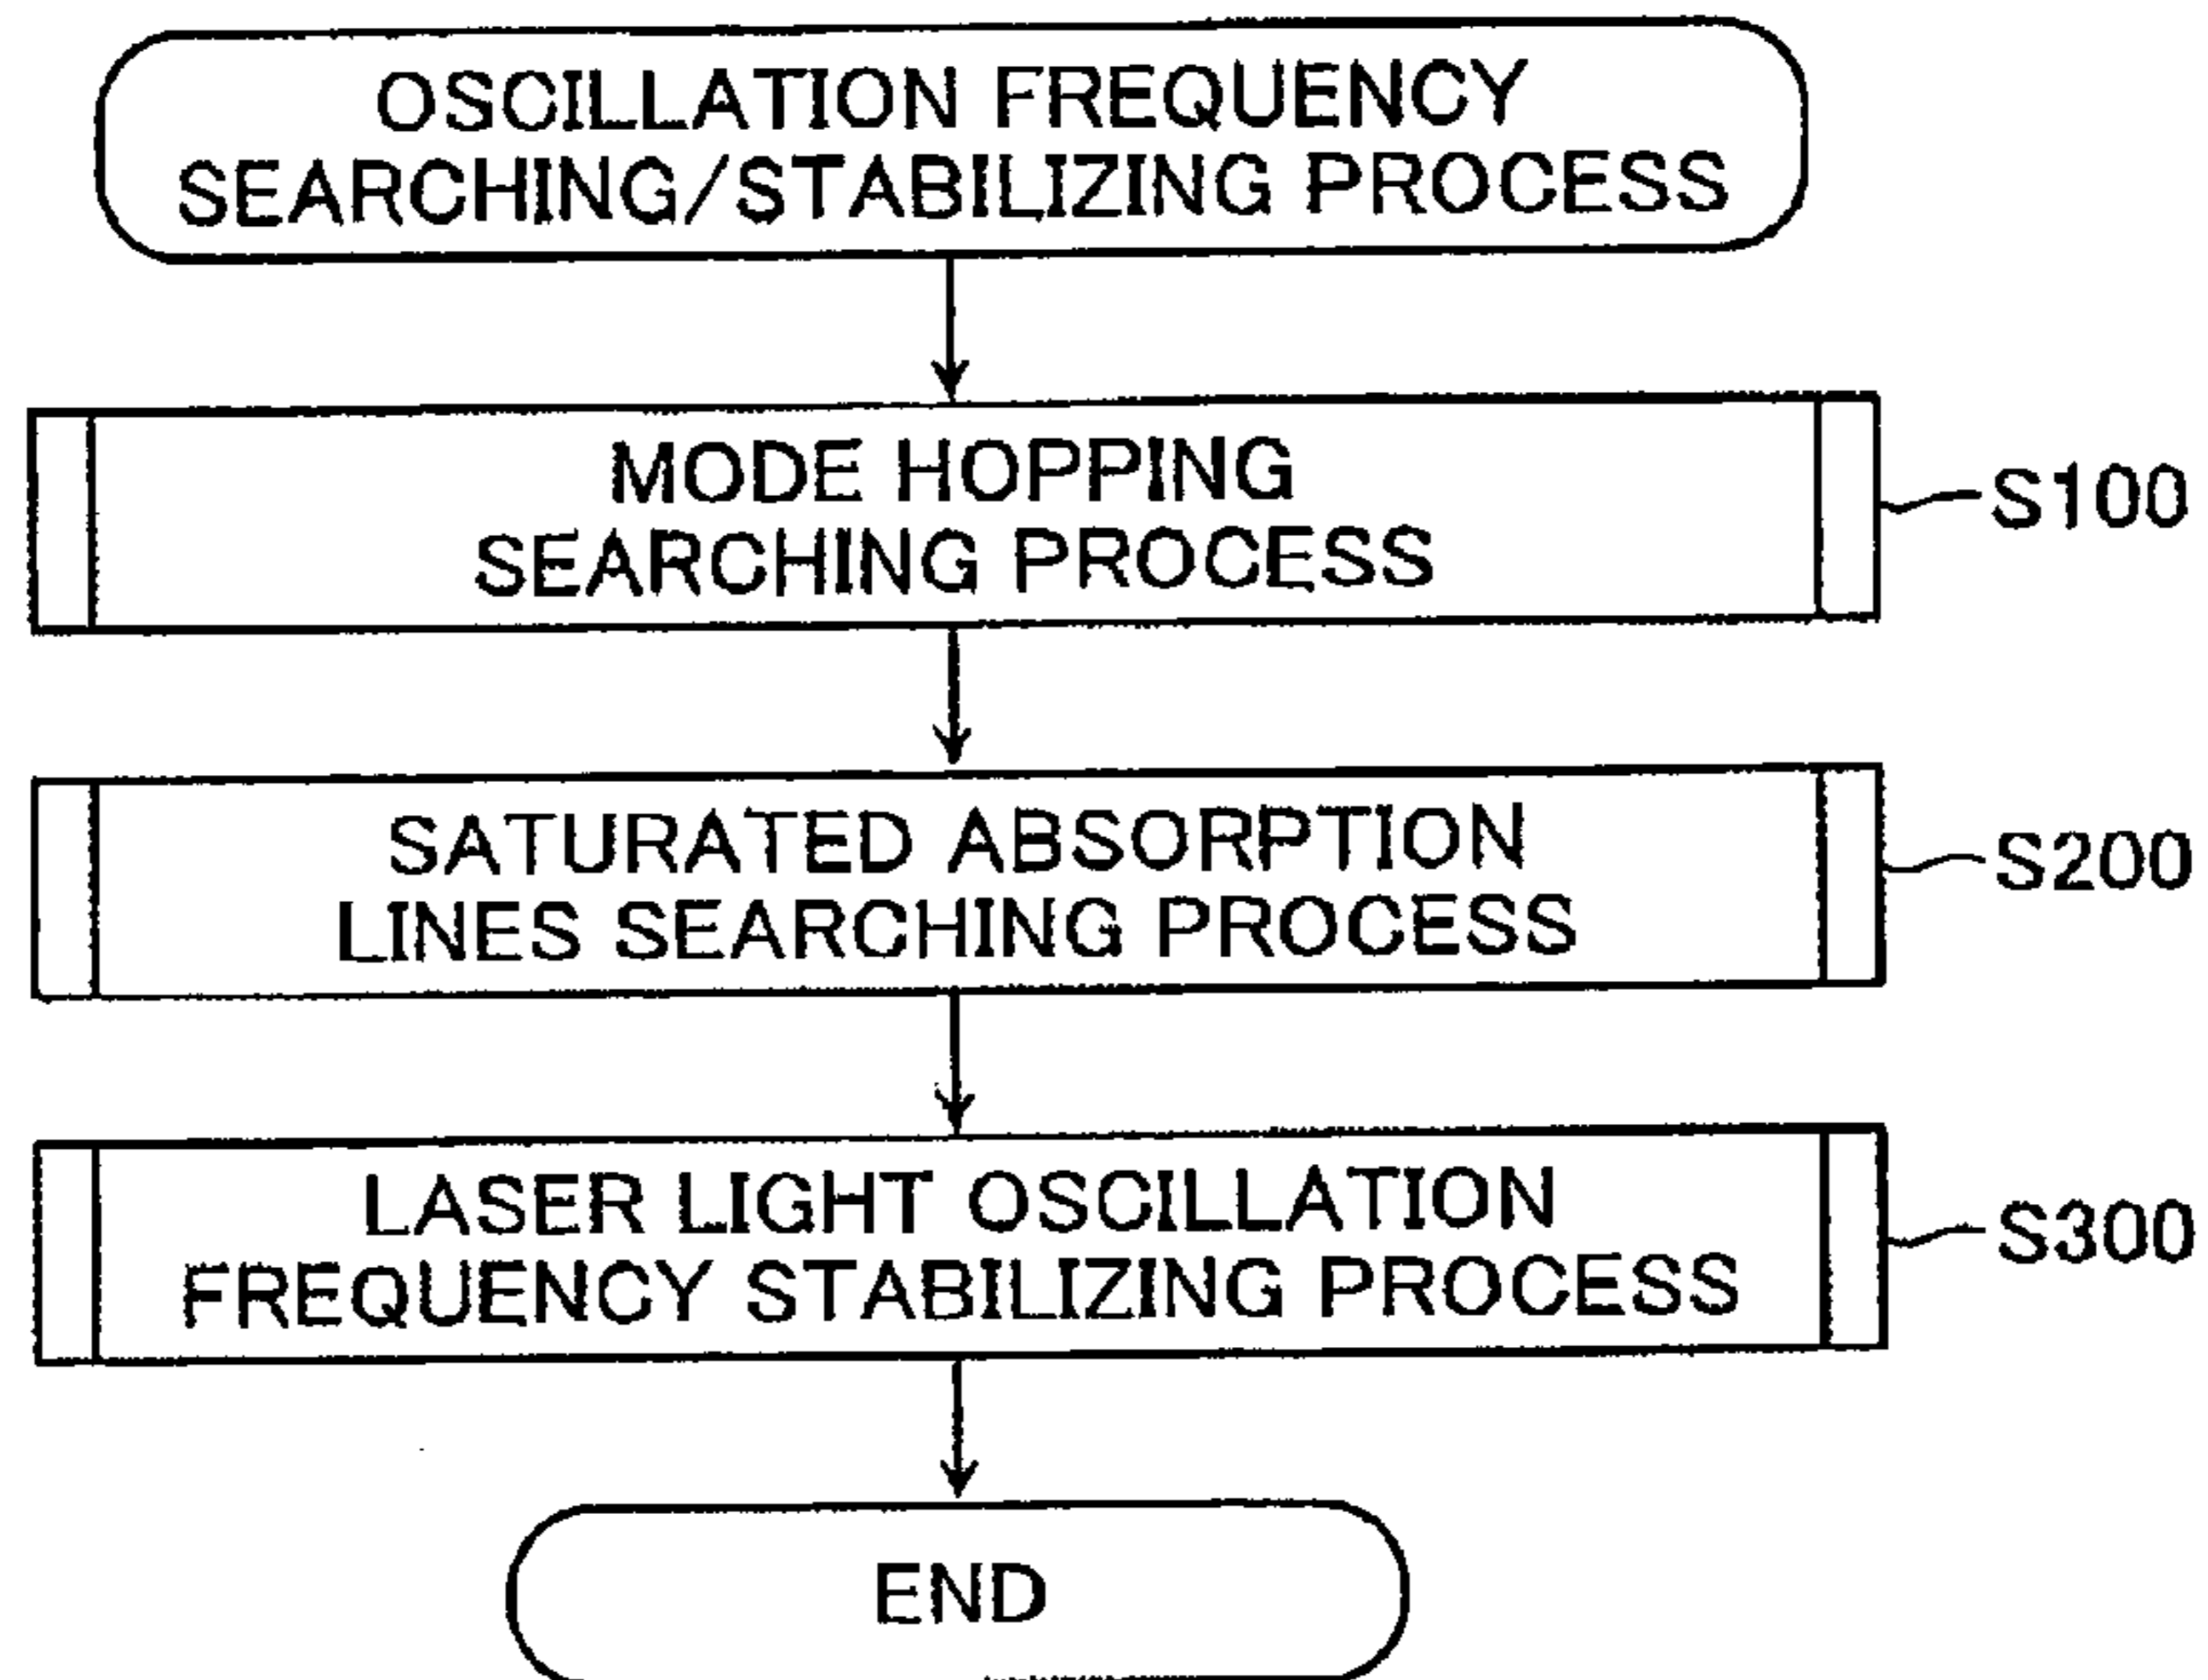 OSCILLATION FREQUENCY
SEARCHING/STABILIZING PROCESS
MODE HOPPING
SEARCHING PROCESS
S100
SATURATED ABSORPTION
LINES SEARCHING PROCESS
S200
LASER LIGHT OSCILLATION
FREQUENCY STABILIZING PROCESS
S300
END